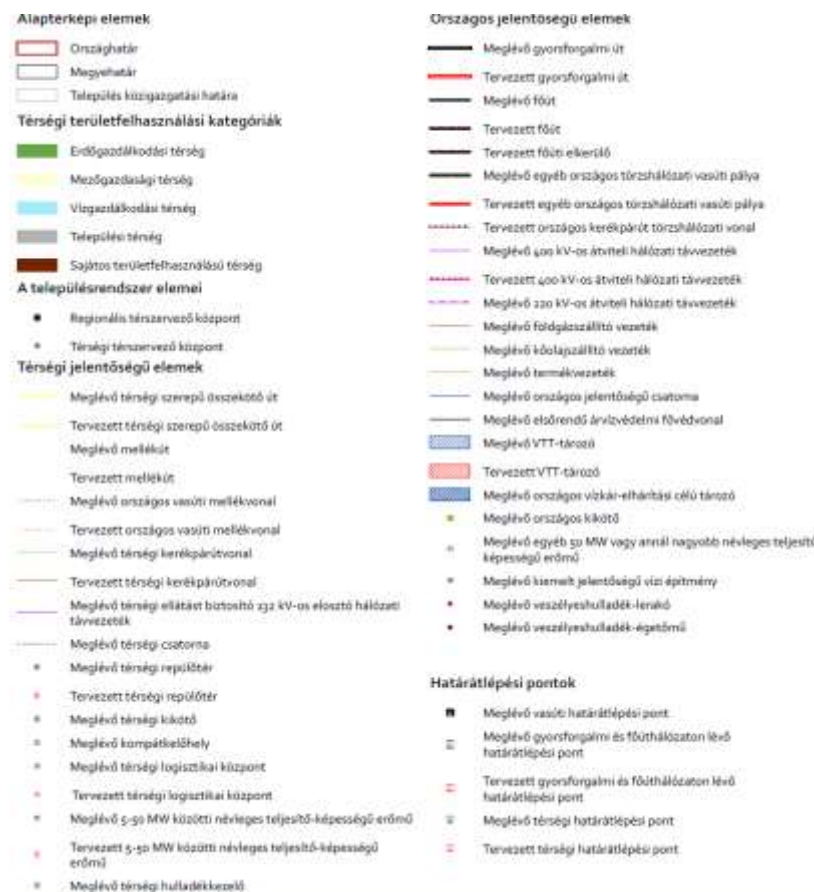 Alaptérképi elemek
Országhatár
Megyehatár
Település közigazgatási határa
Térségi területfelhasználási kategóriák
Erdőgazdálkodási térség
Mezőgazdasági térség
Vízgazdálkodási térség
Települési térség
Sajátos területfelhasználású térség
A településrendszer elemei
Regionális térszervező központ
Térségi térszervező központ
Térségi jelentőségű elemek
Meglévő térségi szerepű összekötő út
Tervezett térségi szerepű összekötő út
Meglévő mellékút
Tervezett mellékút
Meglévő országos vasúti mellékvonal
Tervezett országos vasúti mellékvonal
Meglévő térségi kerékpárútvonal
Tervezett térségi kerékpárútvonal
Meglévő térségi ellátást biztosító 132 kV-os elosztó hálózati
távvezeték
Meglévő térségi csatorna
Meglévő térségi repülőtér
Tervezett térségi repülőtér
Meglévő térségi kikötő
Meglévő kompátkelőhely
Meglévő térségi logisztikai központ
Tervezett térségi logisztikai központ
Meglévő 5-50 MW közötti névleges teljesítő-képességű erőmű
Tervezett 5-50 MW közötti névleges teljesítő-képességű
erőmű
Meglévő térségi hulladékkezelő
Országos jelentőségű elemek
Meglévő gyorsforgalmi út
Tervezett gyorsforgalmi út
Meglévő főút
Tervezett főút
Tervezett főúti elkerülő
Meglévő egyéb országos törzshálózati vasúti pálya
Tervezett egyéb országos törzshálózati vasúti pálya
Tervezett országos kerékpárút törzshálózati vonal
Meglévő 400 kV-os átviteli hálózati távvezeték
Tervezett 400 kV-os átviteli hálózati távvezeték
Meglévő 220 kV-os átviteli hálózati távvezeték
Meglévő földgázszállító vezeték
Meglévő kőolajszállító vezeték
Meglévő termékvezeték
Meglévő országos jelentőségű csatorna
Meglévő elsőrendű árvízvédelmi fővédvonal
Meglévő VTT-tározó
Tervezett VTT-tározó
Meglévő országos vízkár-elhárítási célú tározó
Meglévő országos kikötő
Meglévő egyéb 50 MW vagy annál nagyobb névleges teljesítő
képességű erőmű
Meglévő kiemelt jelentőségű vízi építmény
Meglévő veszélyeshulladék-lerakó
Meglévő veszélyeshulladék-égetőmű
Határátlépési pontok
Meglévő vasúti határátlépési pont
Meglévő gyorsforgalmi és főúthálózaton lévő
határátlépési pont
Tervezett gyorsforgalmi és főúthálózaton lévő
határátlépési pont
Meglévő térségi határátlépési pont
Tervezett térségi határátlépési pont